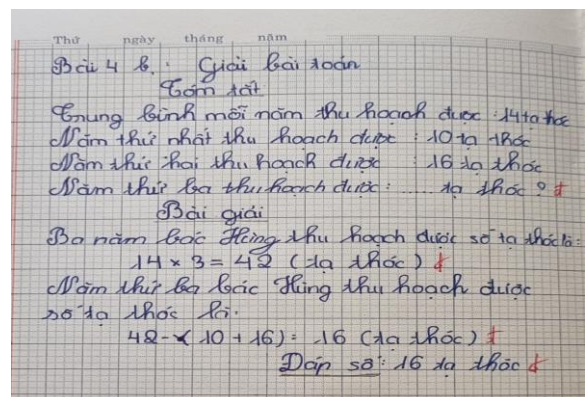 Thứ ngày tháng năm
Bài 4 b. Giải bài toán
Tóm tắt
Trung bình mỗi năm thu hoạch được : 14 tạ thóc
Năm thứ nhất thu hoạch được : 10 tạ thóc
Năm thứ hai thu hoạch được : 16 tạ thóc
Năm thứ ba thu hoạch được : ..... tạ thóc ?
Bài giải
Ba năm bác Hùng thu hoạch được số tạ thóc là:
14 × 3 = 42 (tạ thóc)
Năm thứ ba bác Hùng thu hoạch được
số tạ thóc là:
42 - ( 10 + 16) = 16 (tạ thóc)
Đáp số: 16 tạ thóc